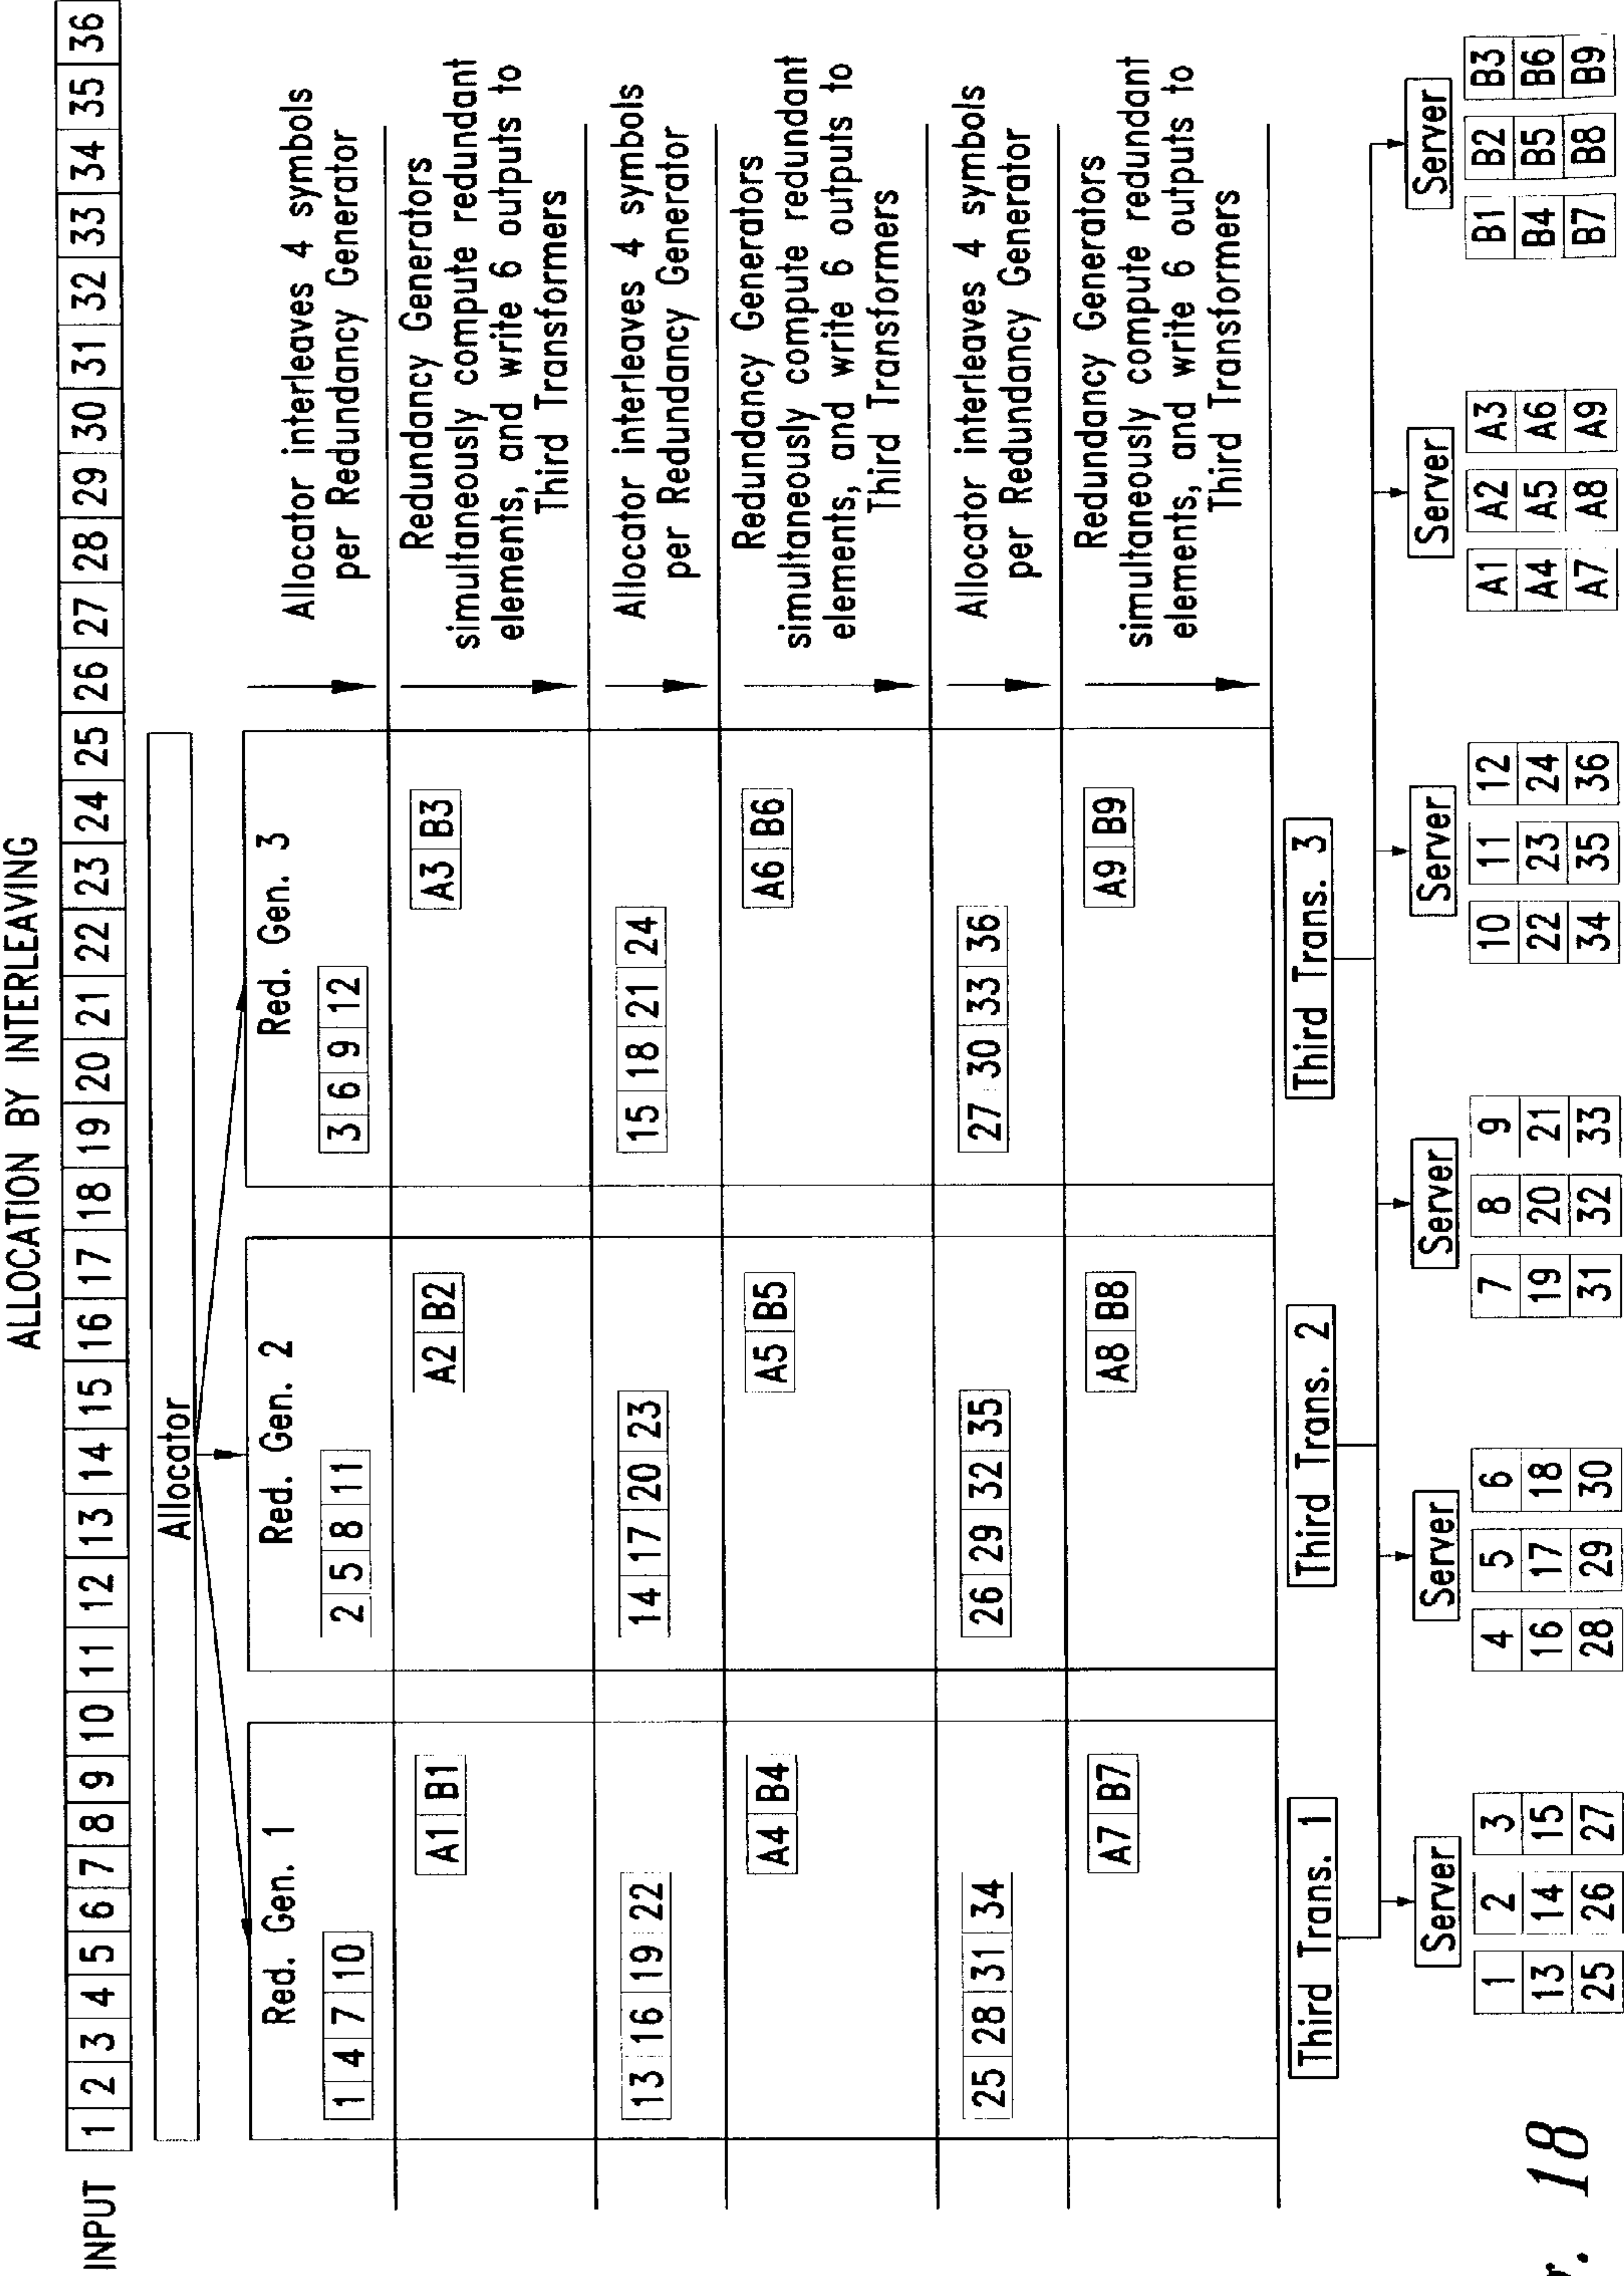 ALLOCATION BY INTERLEAVING
INPUT 1 2 3 4 5 6 7 8 9 10 11 12 13 14 15 16 17 18 19 20 21 22 23 24 25 26 27 28 29 30 31 32 33 34 35 36
Allocator
Red. Gen. 1
Red. Gen. 2
Red. Gen. 3
1 4 7 10
2 5 8 11
3 6 9 12
Allocator interleaves 4 symbols
per Redundancy Generator
A1 B1
A2 B2
A3 B3
Redundancy Generators
simultaneously compute redundant
elements, and write 6 outputs to
Third Transformers
13 16 19 22
14 17 20 23
15 18 21 24
Allocator interleaves 4 symbols
per Redundancy Generator
A4 B4
A5 B5
A6 B6
Redundancy Generators
simultaneously compute redundant
elements, and write 6 outputs to
Third Transformers
25 28 31 34
26 29 32 35
27 30 33 36
Allocator interleaves 4 symbols
per Redundancy Generator
A7 B7
A8 B8
A9 B9
Redundancy Generators
simultaneously compute redundant
elements, and write 6 outputs to
Third Transformers
Third Trans. 1
Third Trans. 2
Third Trans. 3
Server
1 2 3
13 14 15
25 26 27
Server
4 5 6
16 17 18
28 29 30
Server
7 8 9
19 20 21
31 32 33
Server
10 11 12
22 23 24
34 35 36
Server
A1 A2 A3
A4 A5 A6
A7 A8 A9
Server
B1 B2 B3
B4 B5 B6
B7 B8 B9
18